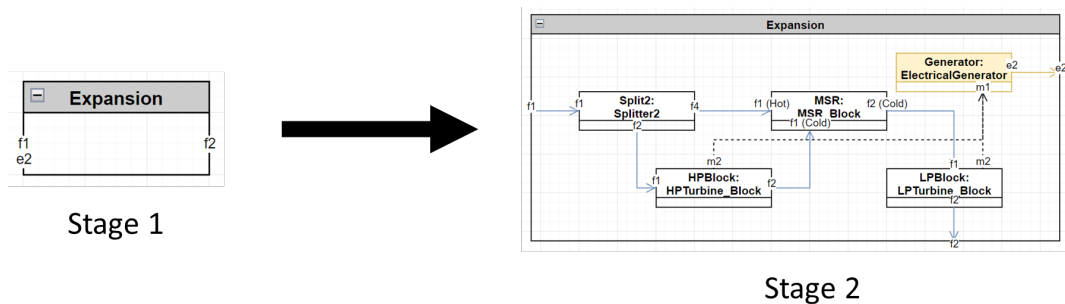 Expansion
f1
f2
e2
Stage 1
Expansion
Generator:
ElectricalGenerator
e2
e2
m1
f1
f1
Split2:
Splitter2
f4
f2
f1 (Hot)
MSR:
MSR_Block
f2 (Cold)
f1 (Cold)
m2
f1
m2
f1
HPBlock:
HPTurbine_Block
f2
LPBlock:
LPTurbine_Block
f2
f2
Stage 2